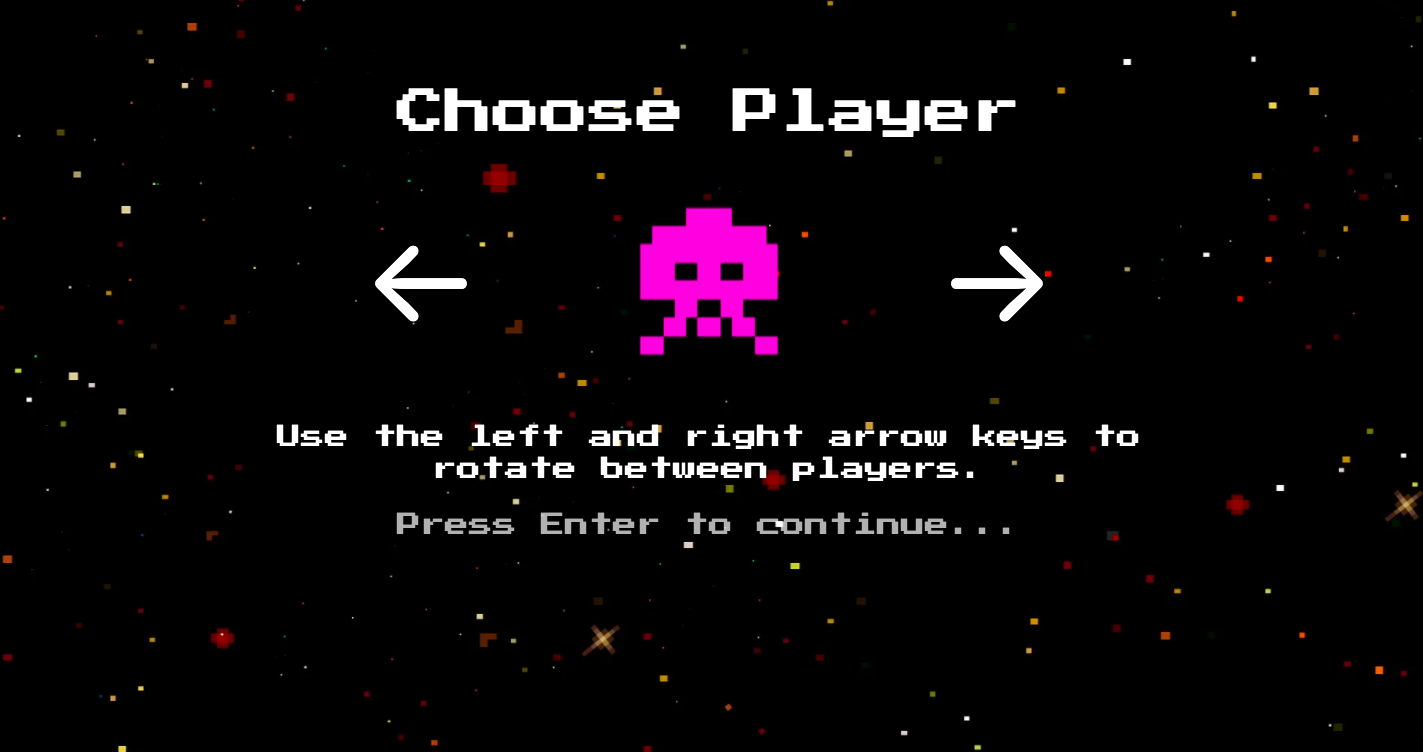 Choose Player
Use the left and right arrow keys to
rotate between players.
Press Enter to continue...